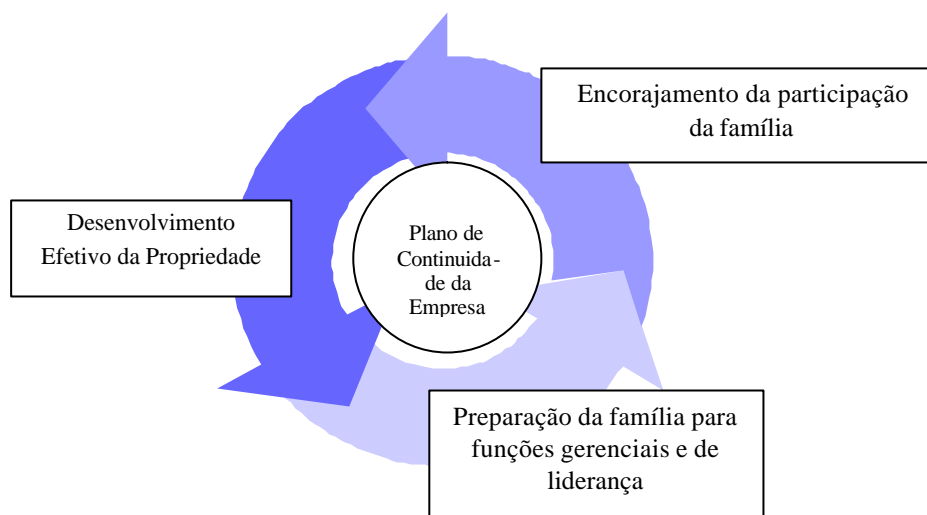 Encorajamento da participação
da família
Desenvolvimento
Efetivo da Propriedade
Plano de
Continuida-
de da
Empresa
Preparação da família para
funções gerenciais e de
liderança